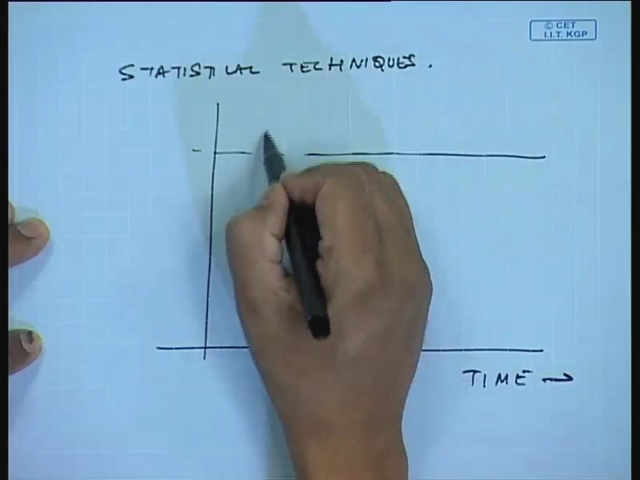 © CET
I.I.T. KGP
STATISTICAL TECHNIQUES.
TIME →